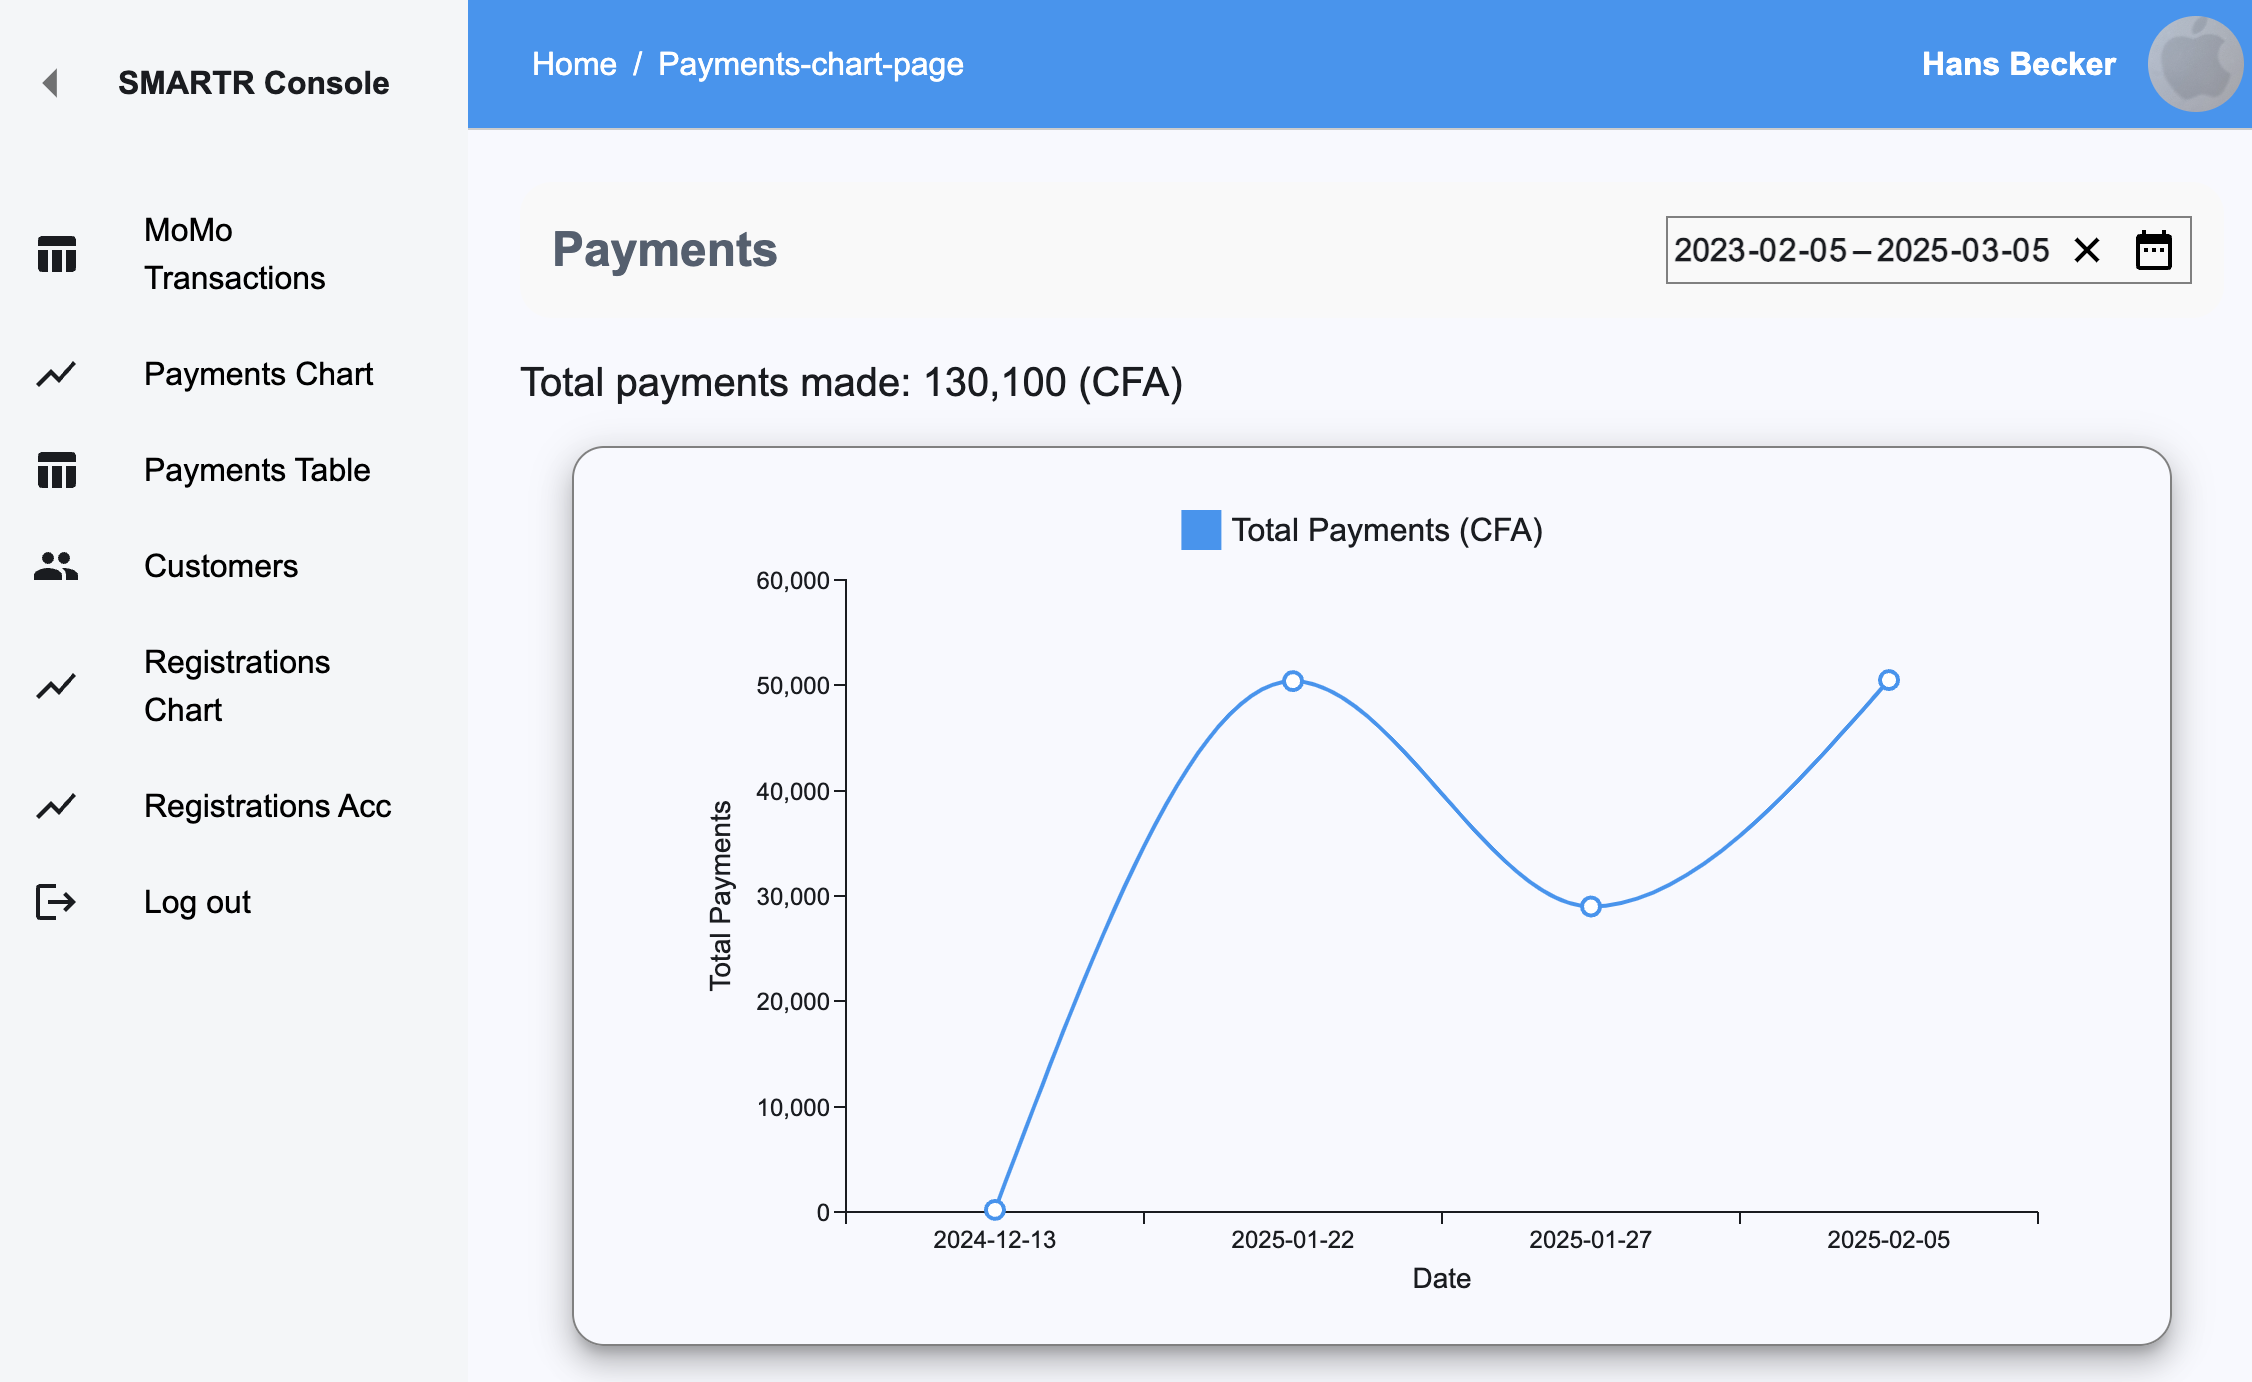 SMARTR Console
Home / Payments-chart-page
Hans Becker
MoMo
Transactions
Payments Chart
Payments Table
Customers
Registrations
Chart
Registrations Acc
Log out
Payments
2023-02-05 – 2025-03-05
Total payments made: 130,100 (CFA)
Total Payments (CFA)
60,000
50,000
40,000
30,000
20,000
10,000
0
Total Payments
2024-12-13
2025-01-22
2025-01-27
2025-02-05
Date